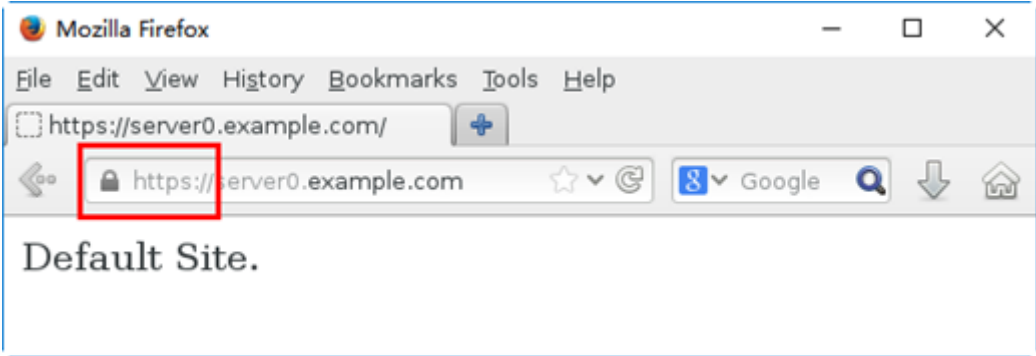 Mozilla Firefox
File Edit View History Bookmarks Tools Help
https://server0.example.com/
https://server0.example.com 8 Google
Default Site.